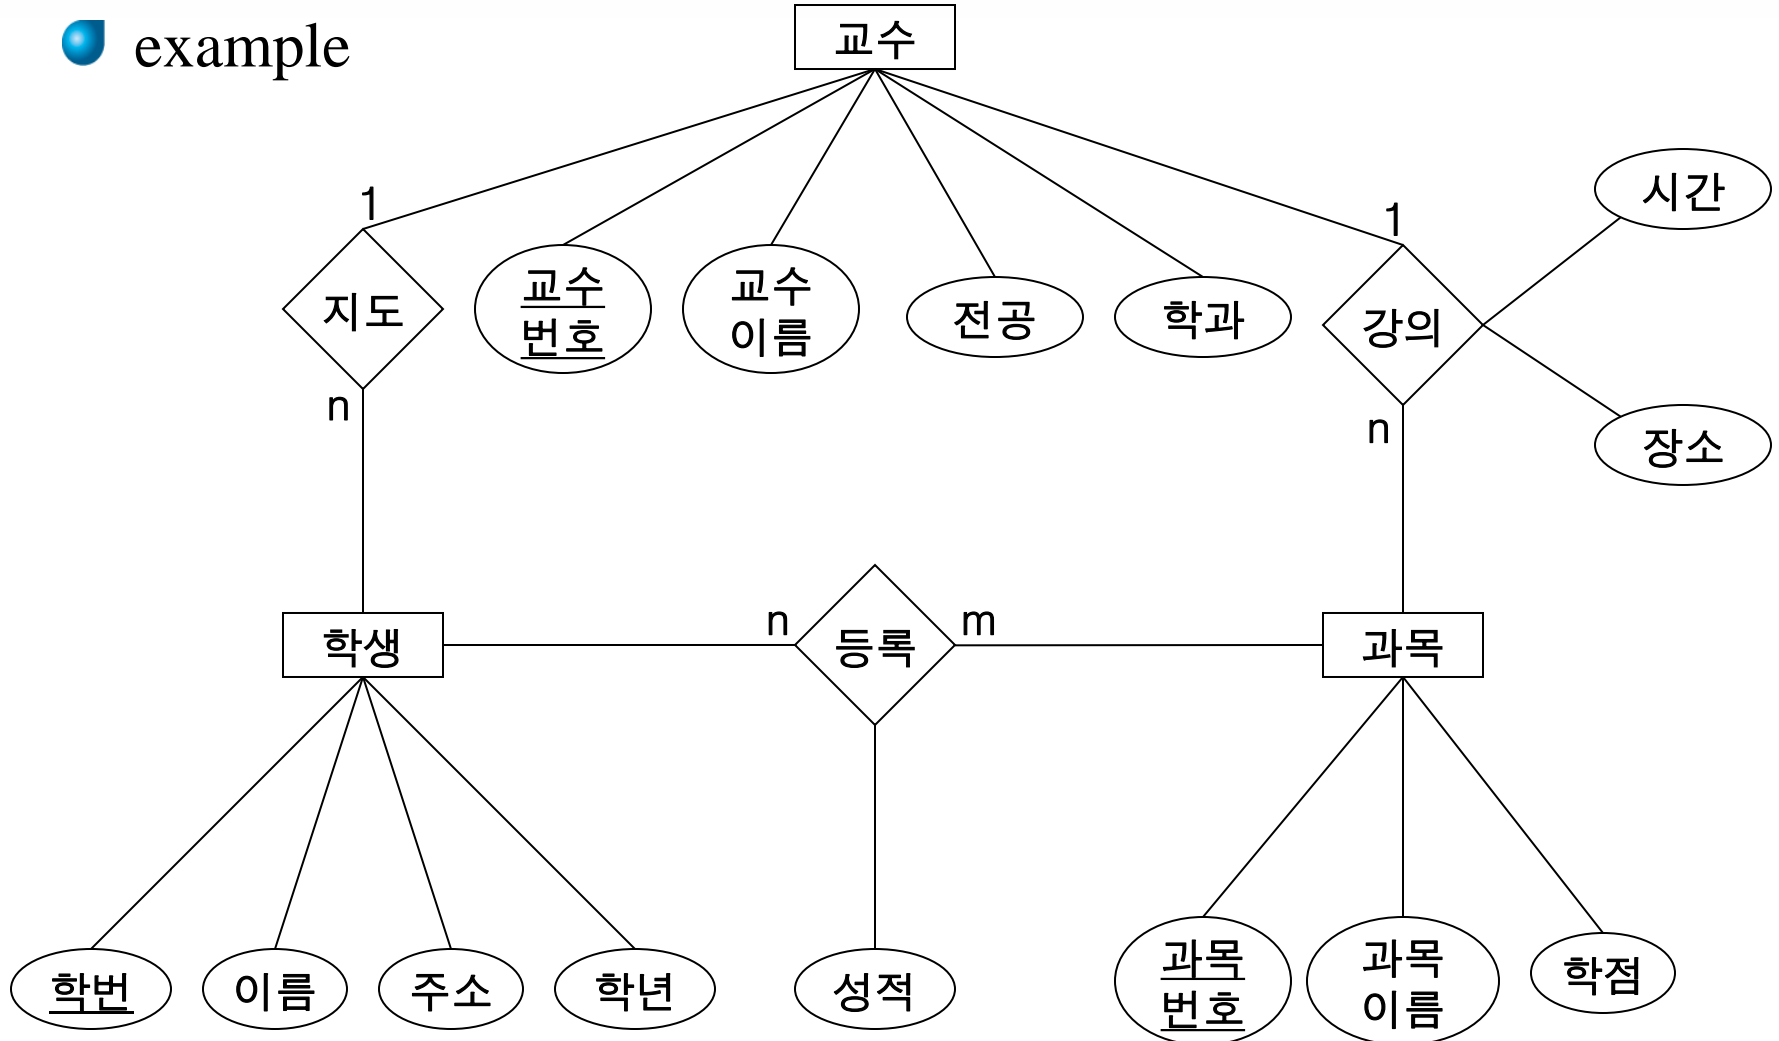 example
교수
1
1
시간
지도
교수
번호
교수
이름
전공
학과
강의
n
n
장소
학생
n
등록
m
과목
학번
이름
주소
학년
성적
과목
번호
과목
이름
학점